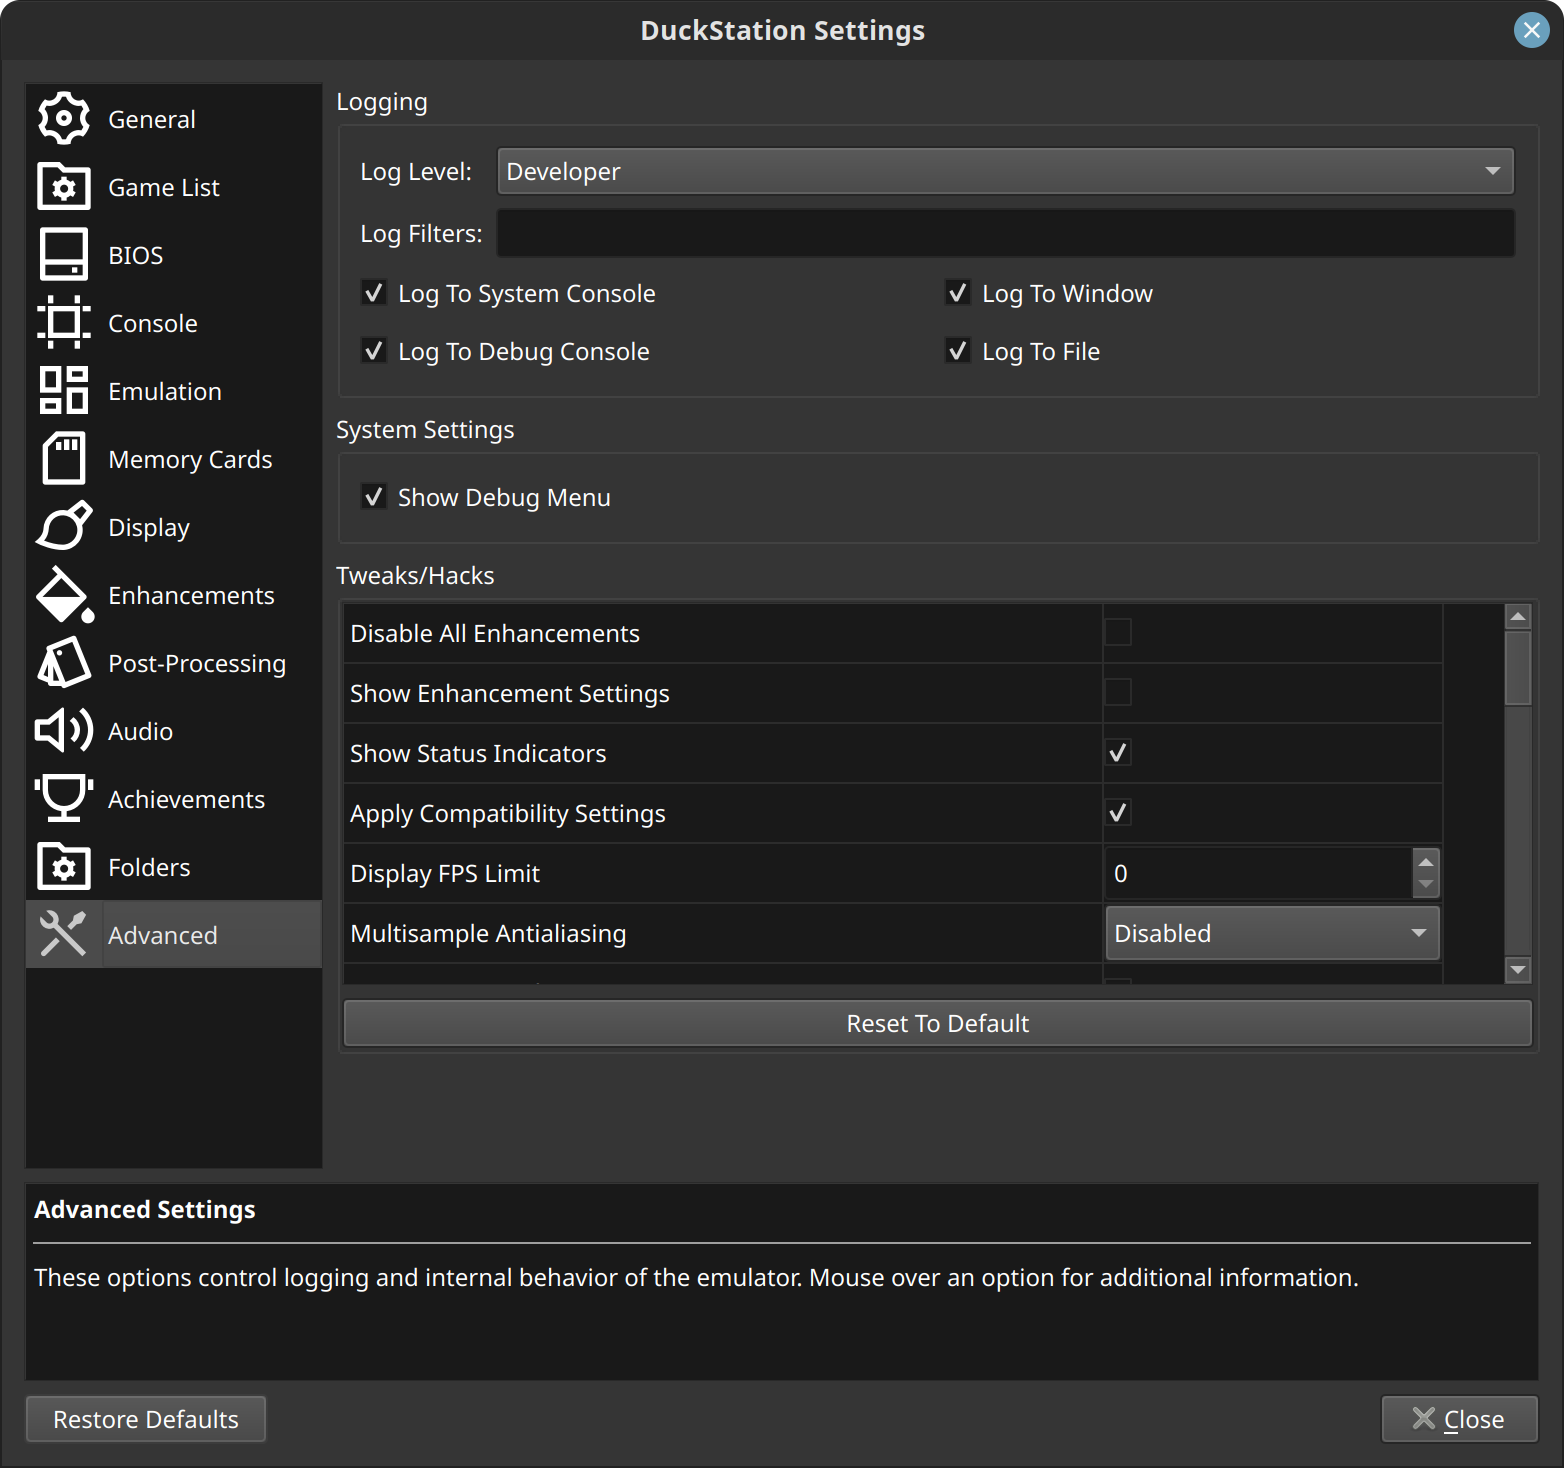 DuckStation Settings
General
Game List
BIOS
Console
Emulation
Memory Cards
Display
Enhancements
Post-Processing
Audio
Achievements
Folders
Advanced
Logging
Log Level: Developer
Log Filters:
Log To System Console Log To Window
Log To Debug Console Log To File
System Settings
Show Debug Menu
Tweaks/Hacks
Disable All Enhancements
Show Enhancement Settings
Show Status Indicators
Apply Compatibility Settings
Display FPS Limit 0
Multisample Antialiasing Disabled
Reset To Default
Advanced Settings
These options control logging and internal behavior of the emulator. Mouse over an option for additional information.
Restore Defaults
Close